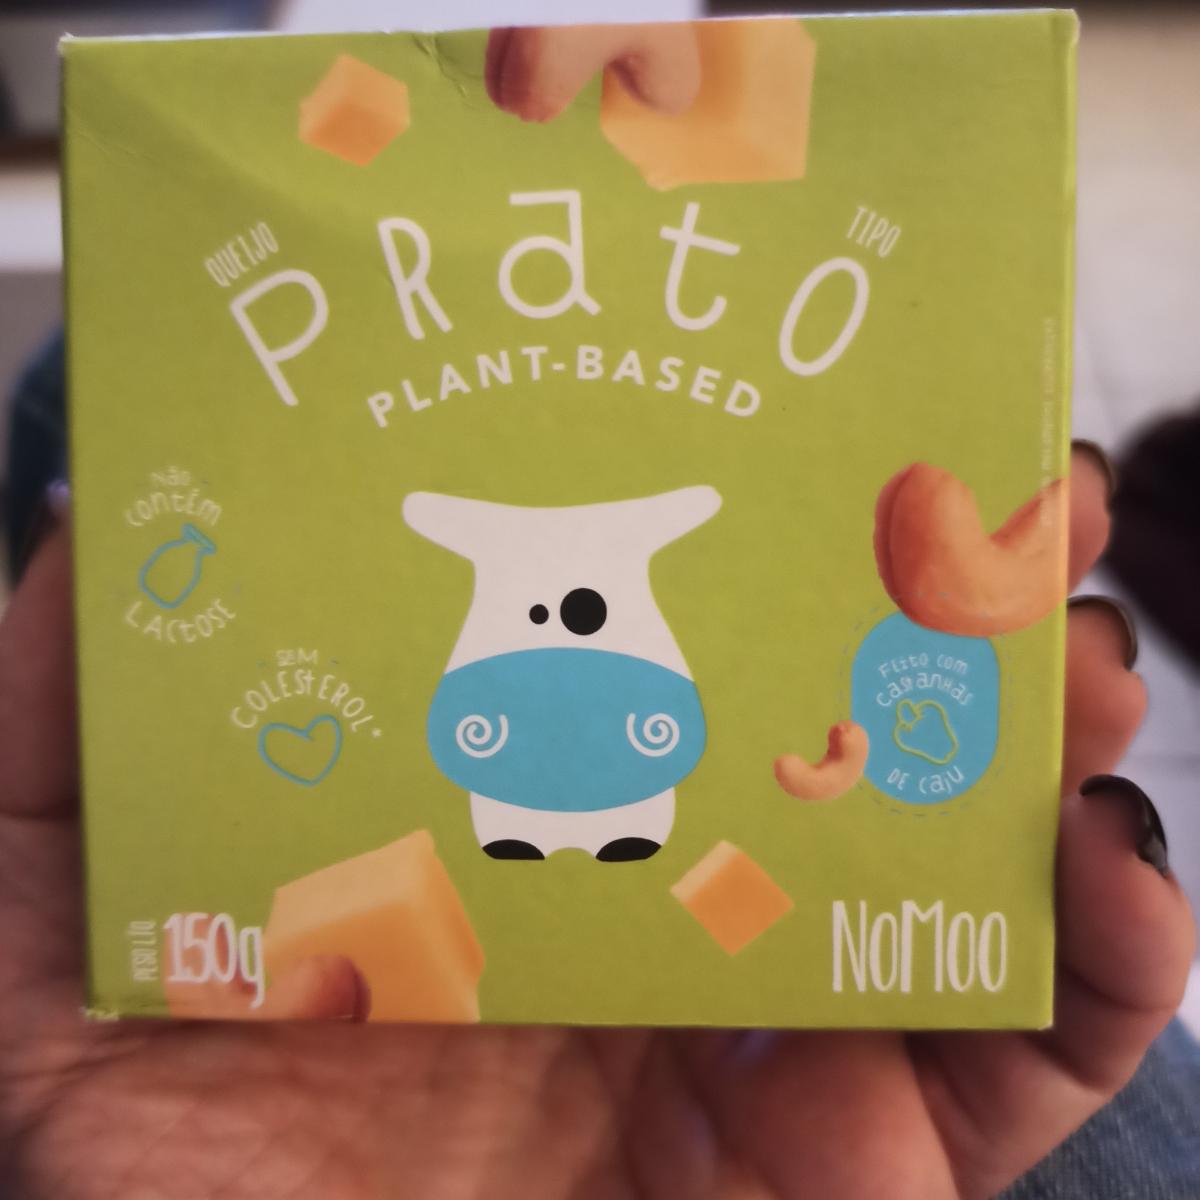 QUEIJO
TIPO
PRato
PLANT-BASED
Não
contém
LActose
SEM
COLEStEROL*
Feito com
castanhas
DE caju
PESO LÍQ
150g
NoMoo